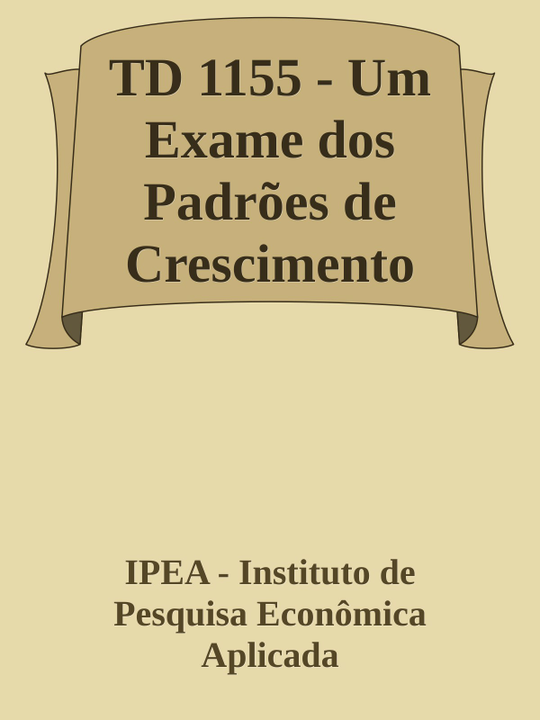 TD 1155 - Um
Exame dos
Padrões de
Crescimento
IPEA - Instituto de
Pesquisa Econômica
Aplicada